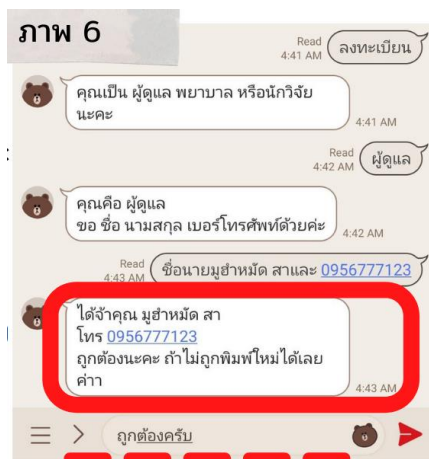 ภาพ 6
Read
4:41 AM
ลงทะเบียน
คุณเป็น ผู้ดูแล พยาบาล หรือนักวิจัย
นะคะ
4:41 AM
Read
4:42 AM
ผู้ดูแล
คุณคือ ผู้ดูแล
ขอ ชื่อ นามสกุล เบอร์โทรศัพท์ด้วยค่ะ
4:42 AM
Read
4:43 AM
ชื่อนายมูฮำหมัด สาและ 0956777123
ได้จ้าคุณ มูฮำหมัด สา
โทร 0956777123
ถูกต้องนะคะ ถ้าไม่ถูกพิมพ์ใหม่ได้เลย
ค่าา
4:43 AM
ถูกต้องครับ